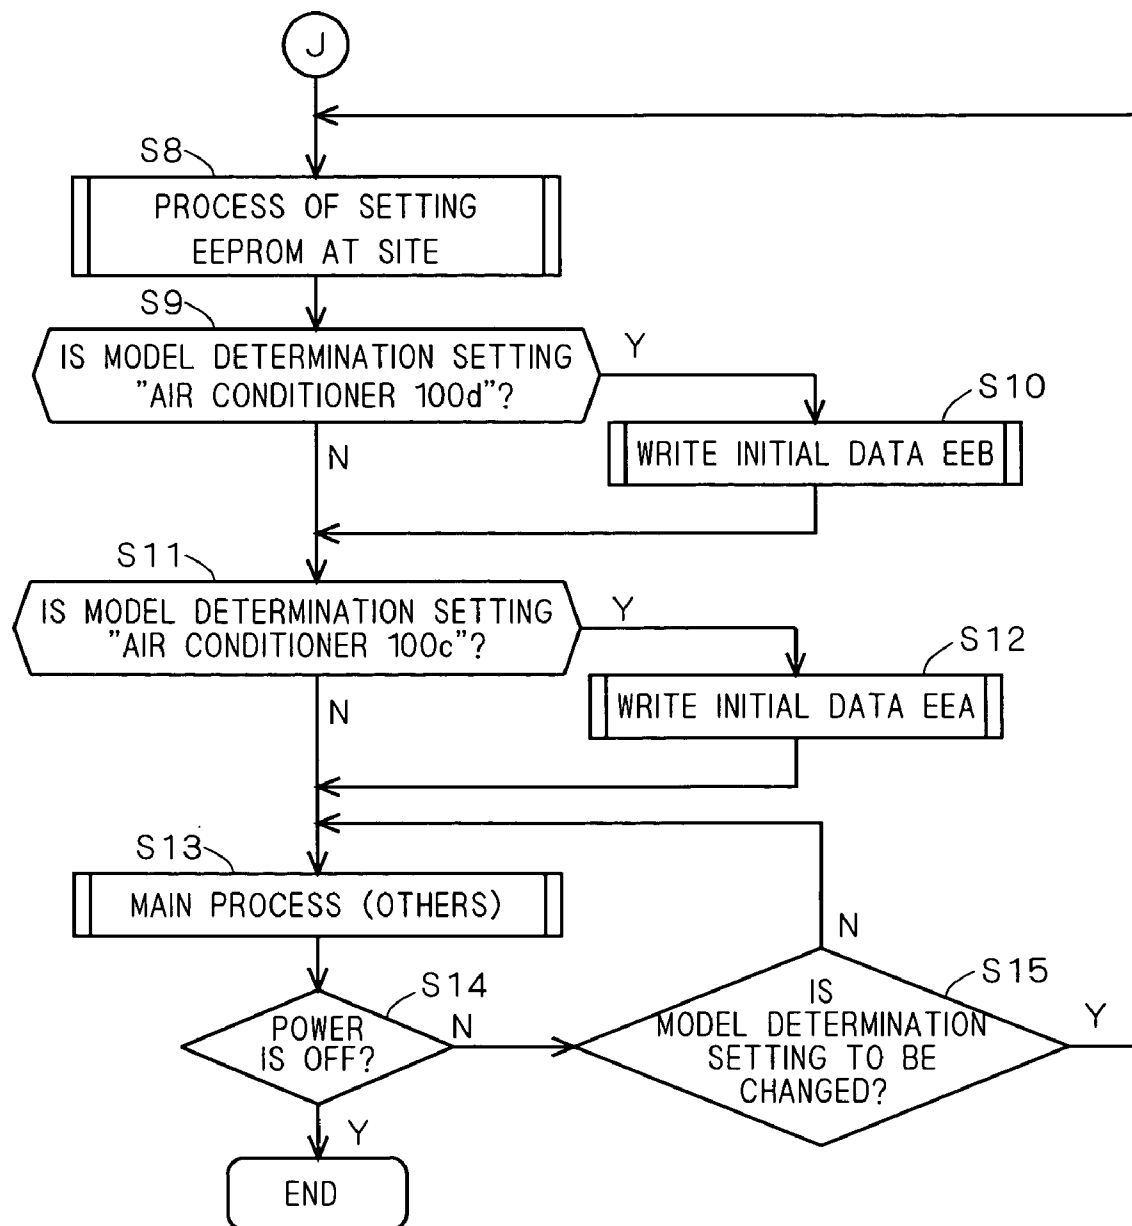 J
S8
PROCESS OF SETTING
EEPROM AT SITE
S9
IS MODEL DETERMINATION SETTING
"AIR CONDITIONER 100d"?
Y
N
S10
WRITE INITIAL DATA EEB
S11
IS MODEL DETERMINATION SETTING
"AIR CONDITIONER 100c"?
Y
N
S12
WRITE INITIAL DATA EEA
S13
MAIN PROCESS (OTHERS)
S14
POWER
IS OFF?
N
Y
S15
IS
MODEL DETERMINATION
SETTING TO BE
CHANGED?
N
Y
END